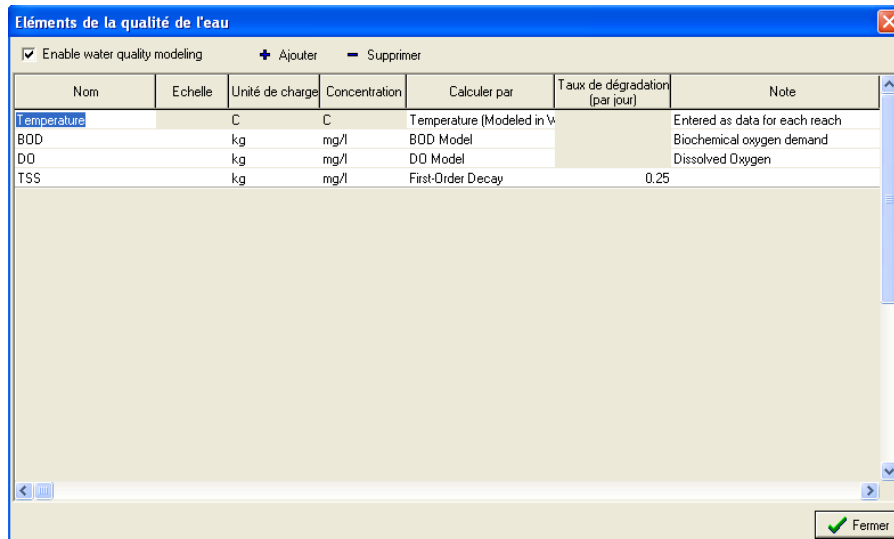 Eléments de la qualité de l'eau
Enable water quality modeling
Ajouter
Supprimer
Nom Echelle Unité de charge Concentration Calculer par Taux de dégradation (par jour) Note
Temperature C C Temperature (Modeled in Entered as data for each reach
BOD kg mg/l BOD Model Biochemical oxygen demand
DO kg mg/l DO Model Dissolved Oxygen
TSS kg mg/l First-Order Decay 0.25
Fermer